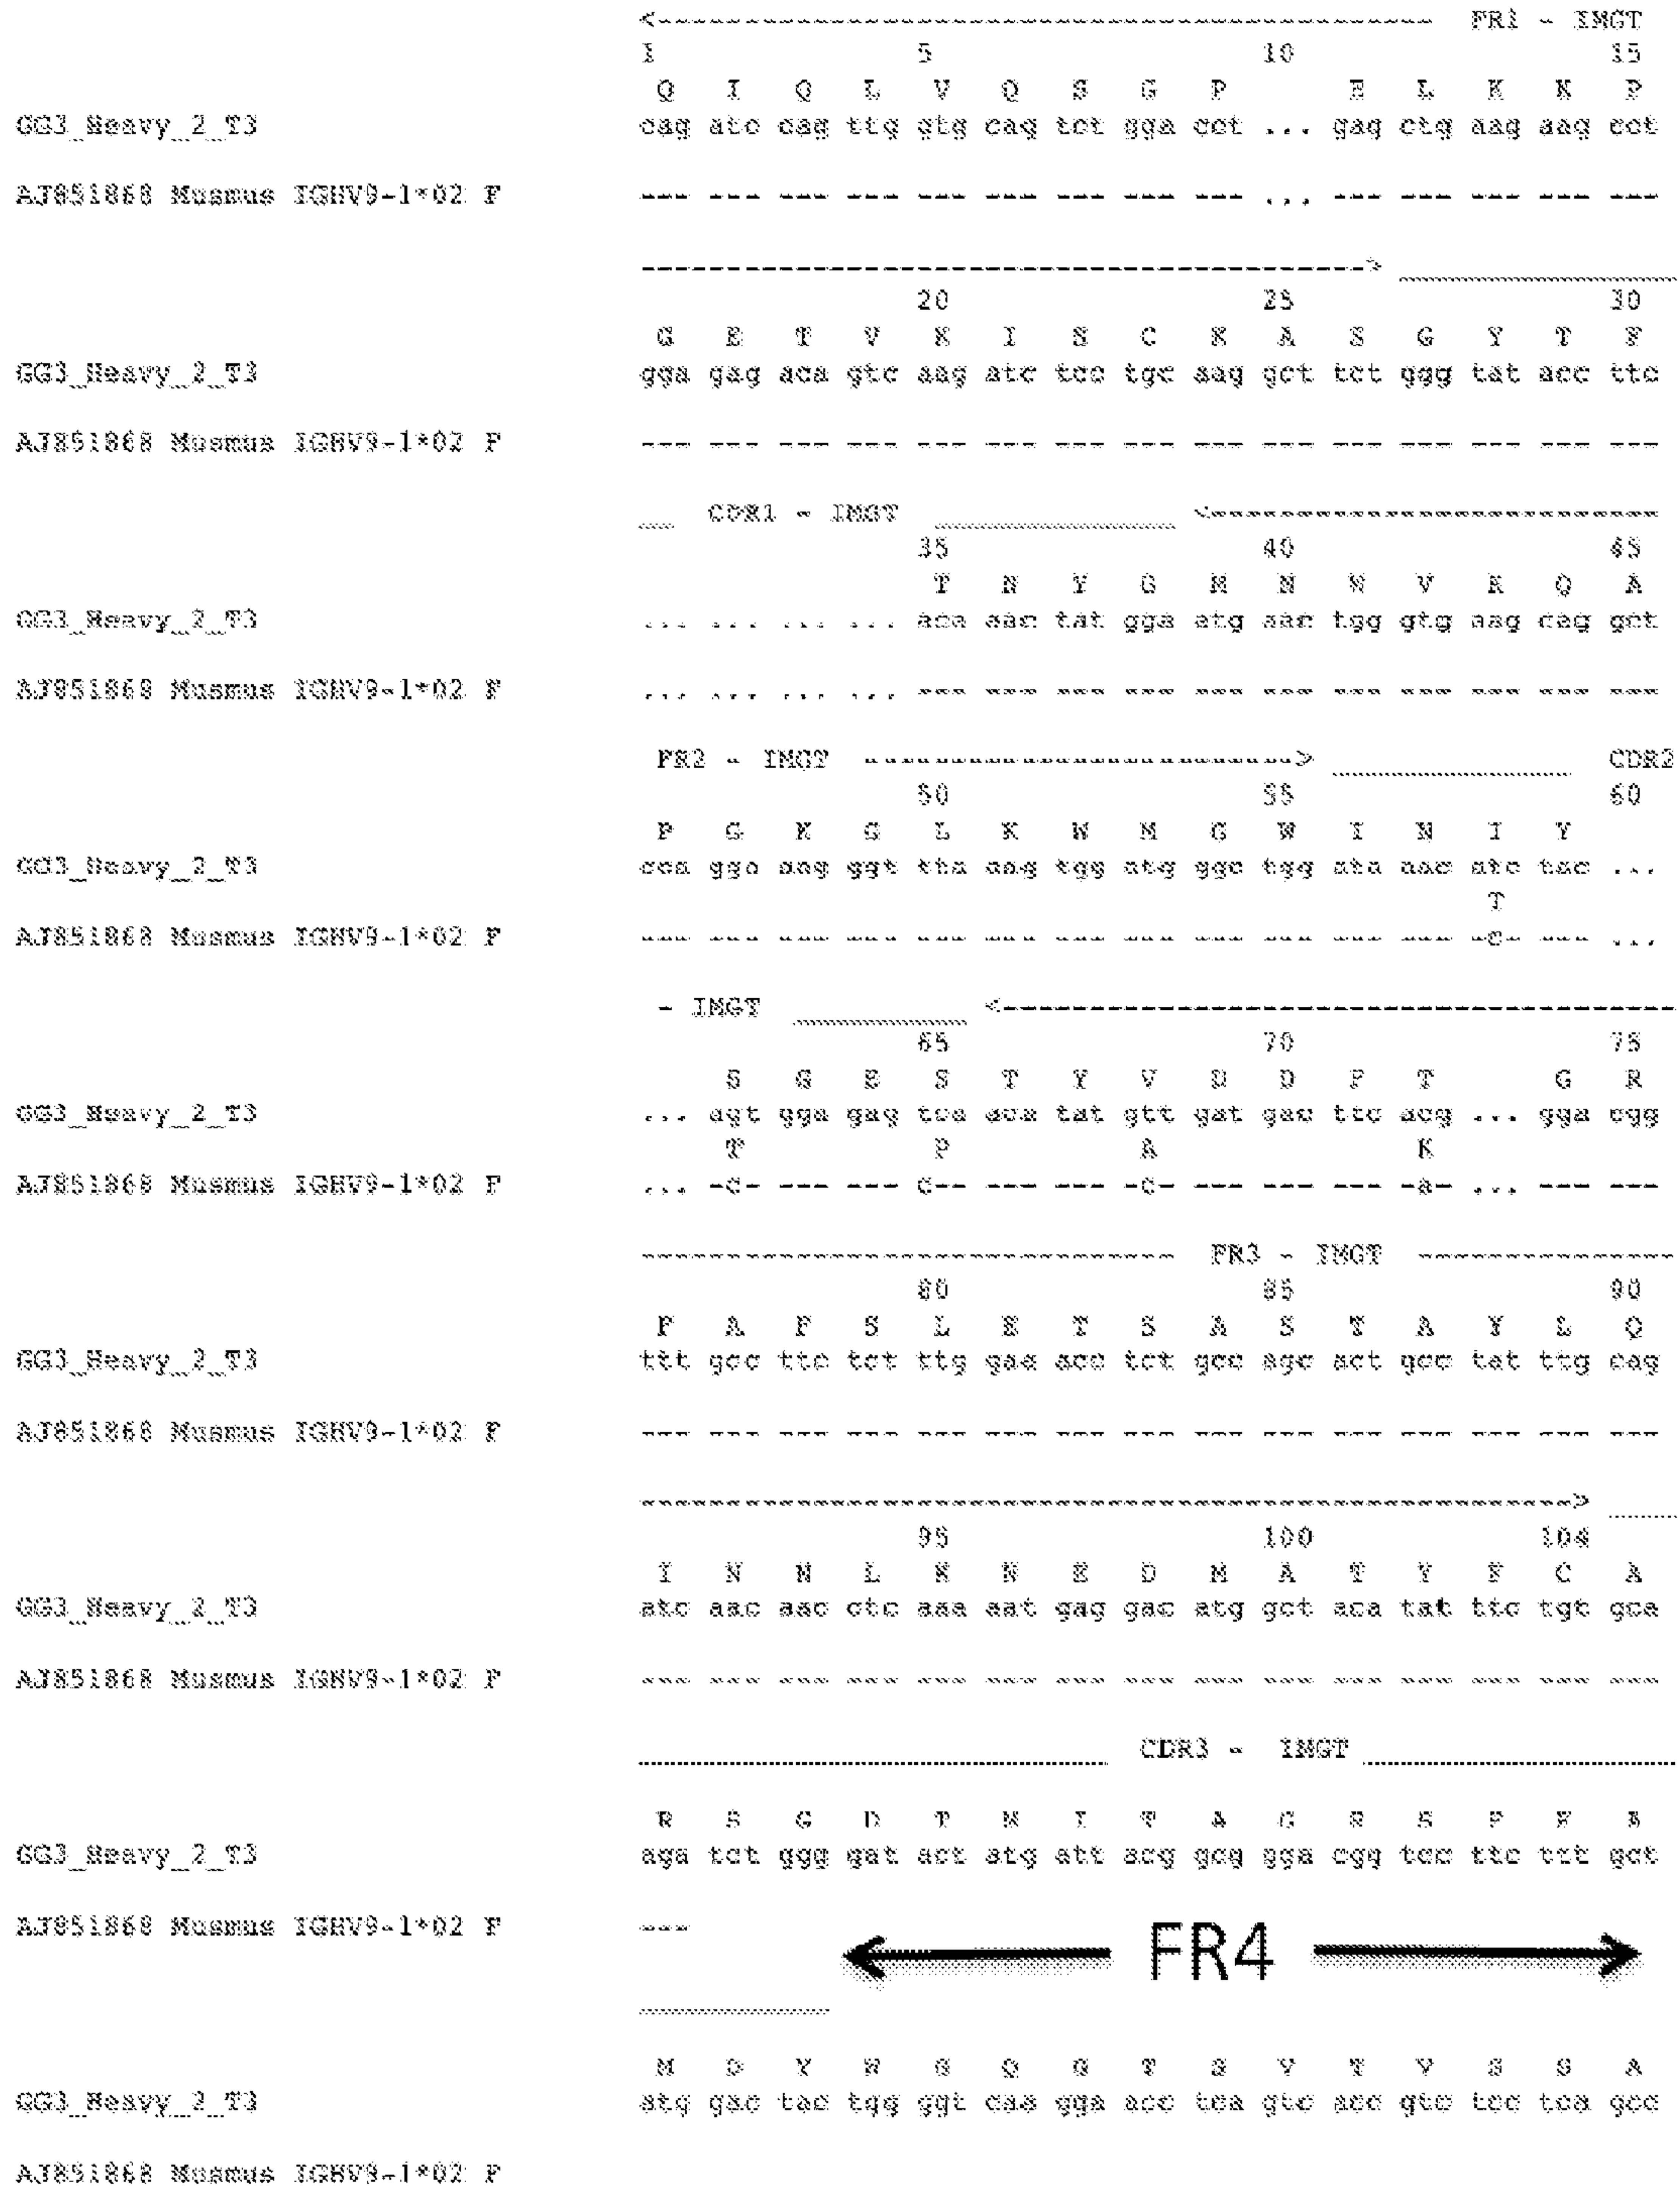 <-------------------------------------------- FR1 - IMGT
1 5 10 15
Q I Q L V Q S G P E L K K P
GG3_Heavy_2_T3 cag atc cag ttg gtg cag tct gga cct ... gag ctg aag aag cct
AJ851868 Musmus IGHV9-1*02 F --- --- --- --- --- --- --- --- --- ... --- --- --- --- ---
----------------------------------------> ____________
20 25 30
G E T V K I S C K A S G Y T F
GG3_Heavy_2_T3 gga gag aca gtc aag atc tcc tgc aag gct tct ggg tat acc ttc
AJ851868 Musmus IGHV9-1*02 F --- --- --- --- --- --- --- --- --- --- --- --- --- --- ---
__ CDR1 - IMGT ____________ <-------------------------
35 40 45
T N Y G M N W V K Q A
GG3_Heavy_2_T3 ... ... ... ... aca aac tat gga atg aac tgg gtg aag cag gct
AJ851868 Musmus IGHV9-1*02 F ... ... ... ... --- --- --- --- --- --- --- --- --- --- ---
FR2 - IMGT ------------------------> ____________ CDR2
50 55 60
P G K G L K W M G W I N I Y
GG3_Heavy_2_T3 cca gga aag ggt tta aag tgg atg ggc tgg ata aac atc tac ...
T
AJ851868 Musmus IGHV9-1*02 F --- --- --- --- --- --- --- --- --- --- --- --- -c- --- ...
- IMGT _________ <--------------------------------------
65 70 75
S G E S T Y V D D F T G R
GG3_Heavy_2_T3 ... agt gga gag tca aca tat gtt gat gac ttc acg ... gga cgg
T P A K
AJ851868 Musmus IGHV9-1*02 F ... -c- --- --- c-- --- --- -c- --- --- --- -a- ... --- ---
------------------------------ FR3 - IMGT --------------
80 85 90
F A F S L E T S A S T A Y L Q
GG3_Heavy_2_T3 ttt gcc ttc tct ttg gaa acc tct gcc agc act gcc tat ttg cag
AJ851868 Musmus IGHV9-1*02 F --- --- --- --- --- --- --- --- --- --- --- --- --- --- ---
-----------------------------------------------------> ____
95 100 104
I N N L K N E D M A T Y F C A
GG3_Heavy_2_T3 atc aac aac ctc aaa aat gag gac atg gct aca tat ttc tgt gca
AJ851868 Musmus IGHV9-1*02 F --- --- --- --- --- --- --- --- --- --- --- --- --- --- ---
__________________________ CDR3 - IMGT _________________
R S G D T M I T A G R S F F A
GG3_Heavy_2_T3 aga tct ggg gat act atg att acg gcg gga cgg tcc ttc ttt gct
AJ851868 Musmus IGHV9-1*02 F ---
FR4
M D Y W G Q G T S V T V S S A
GG3_Heavy_2_T3 atg gac tac tgg ggt caa gga acc tca gtc acc gtc tcc tca gcc
AJ851868 Musmus IGHV9-1*02 F